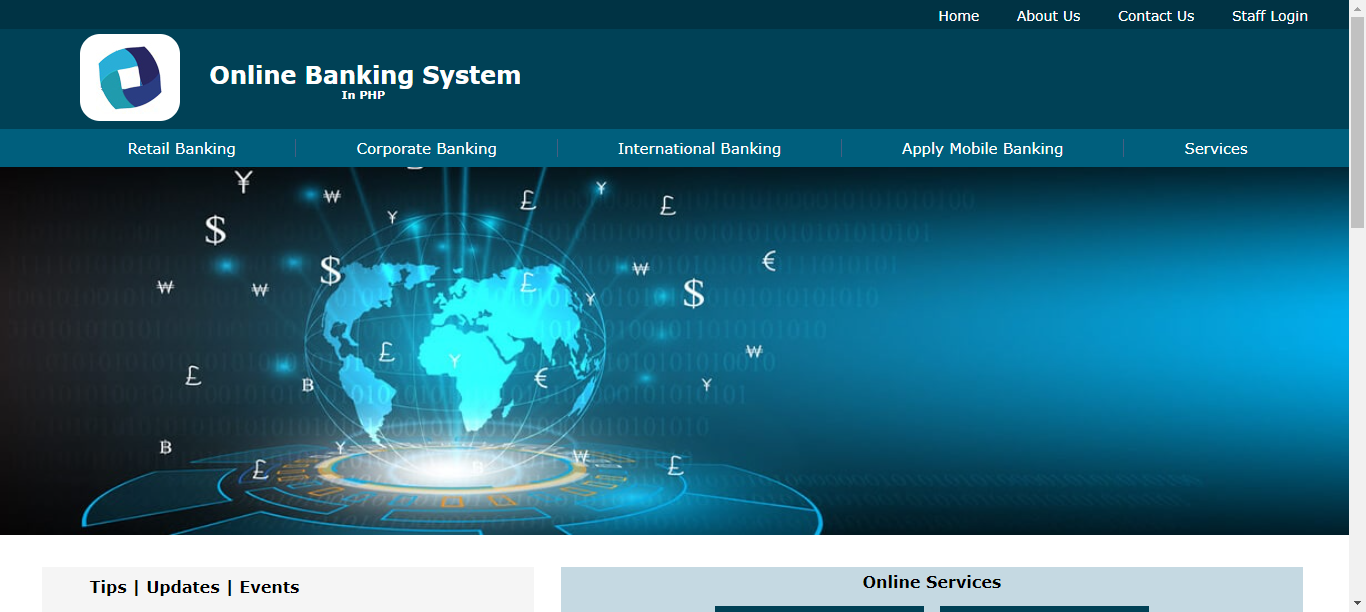 Home About Us Contact Us Staff Login
Online Banking System
In PHP
Retail Banking Corporate Banking International Banking Apply Mobile Banking Services
Tips | Updates | Events
Online Services